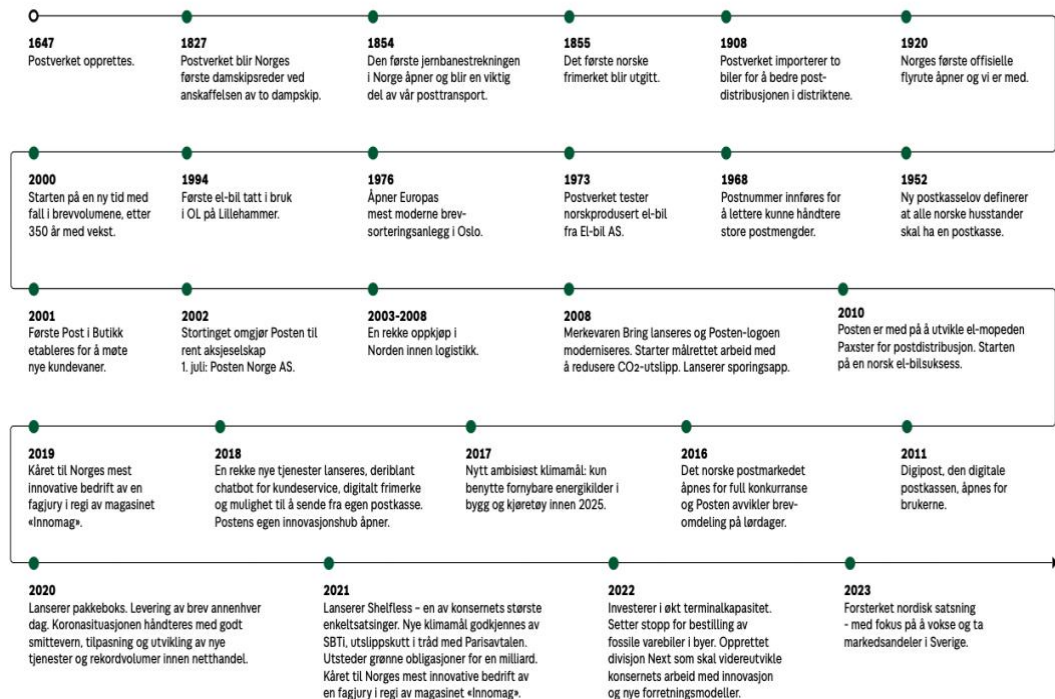 1647
Postverket opprettes.
1827
Postverket blir Norges
første damskipsreder ved
anskaffelsen av to dampskip.
1854
Den første jernbanestrekningen
i Norge åpner og blir en viktig
del av vår posttransport.
1855
Det første norske
frimerket blir utgitt.
1908
Postverket importerer to
biler for å bedre post-
distribusjonen i distriktene.
1920
Norges første offisielle
flyrute åpner og vi er med.
2000
Starten på en ny tid med
fall i brevvolumene, etter
350 år med vekst.
1994
Første el-bil tatt i bruk
i OL på Lillehammer.
1976
Åpner Europas
mest moderne brev-
sorteringsanlegg i Oslo.
1973
Postverket tester
norskprodusert el-bil
fra El-bil AS.
1968
Postnummer innføres for
å lettere kunne håndtere
store postmengder.
1952
Ny postkasselov definerer
at alle norske husstander
skal ha en postkasse.
2001
Første Post i Butikk
etableres for å møte
nye kundevaner.
2002
Stortinget omgjør Posten til
rent aksjeselskap
1. juli: Posten Norge AS.
2003-2008
En rekke oppkjøp i
Norden innen logistikk.
2008
Merkevaren Bring lanseres og Posten-logoen
moderniseres. Starter målrettet arbeid med
å redusere CO2-utslipp. Lanserer sporingsapp.
2010
Posten er med på å utvikle el-mopeden
Paxster for postdistribusjon. Starten
på en norsk el-bilsuksess.
2019
Kåret til Norges mest
innovative bedrift av en
fagjury i regi av magasinet
«Innomag».
2018
En rekke nye tjenester lanseres, deriblant
chatbot for kundeservice, digitalt frimerke
og mulighet til å sende fra egen postkasse.
Postens egen innovasjonshub åpner.
2017
Nytt ambisiøst klimamål: kun
benytte fornybare energikilder i
bygg og kjøretøy innen 2025.
2016
Det norske postmarkedet
åpnes for full konkurranse
og Posten avvikler brev-
omdeling på lørdager.
2011
Digipost, den digitale
postkassen, åpnes for
brukerne.
2020
Lanserer pakkeboks. Levering av brev annenhver
dag. Koronasituasjonen håndteres med godt
smittevern, tilpasning og utvikling av nye
tjenester og rekordvolumer innen netthandel.
2021
Lanserer Shelfless – en av konsernets største
enkeltsatsinger. Nye klimamål godkjennes av
SBTi, utslippskutt i tråd med Parisavtalen.
Utsteder grønne obligasjoner for en milliard.
Kåret til Norges mest innovative bedrift av
en fagjury i regi av magasinet «Innomag».
2022
Investerer i økt terminalkapasitet.
Setter stopp for bestilling av
fossile varebiler i byer. Opprettet
divisjon Next som skal videreutvikle
konsernets arbeid med innovasjon
og nye forretningsmodeller.
2023
Forsterket nordisk satsning
- med fokus på å vokse og ta
markedsandeler i Sverige.